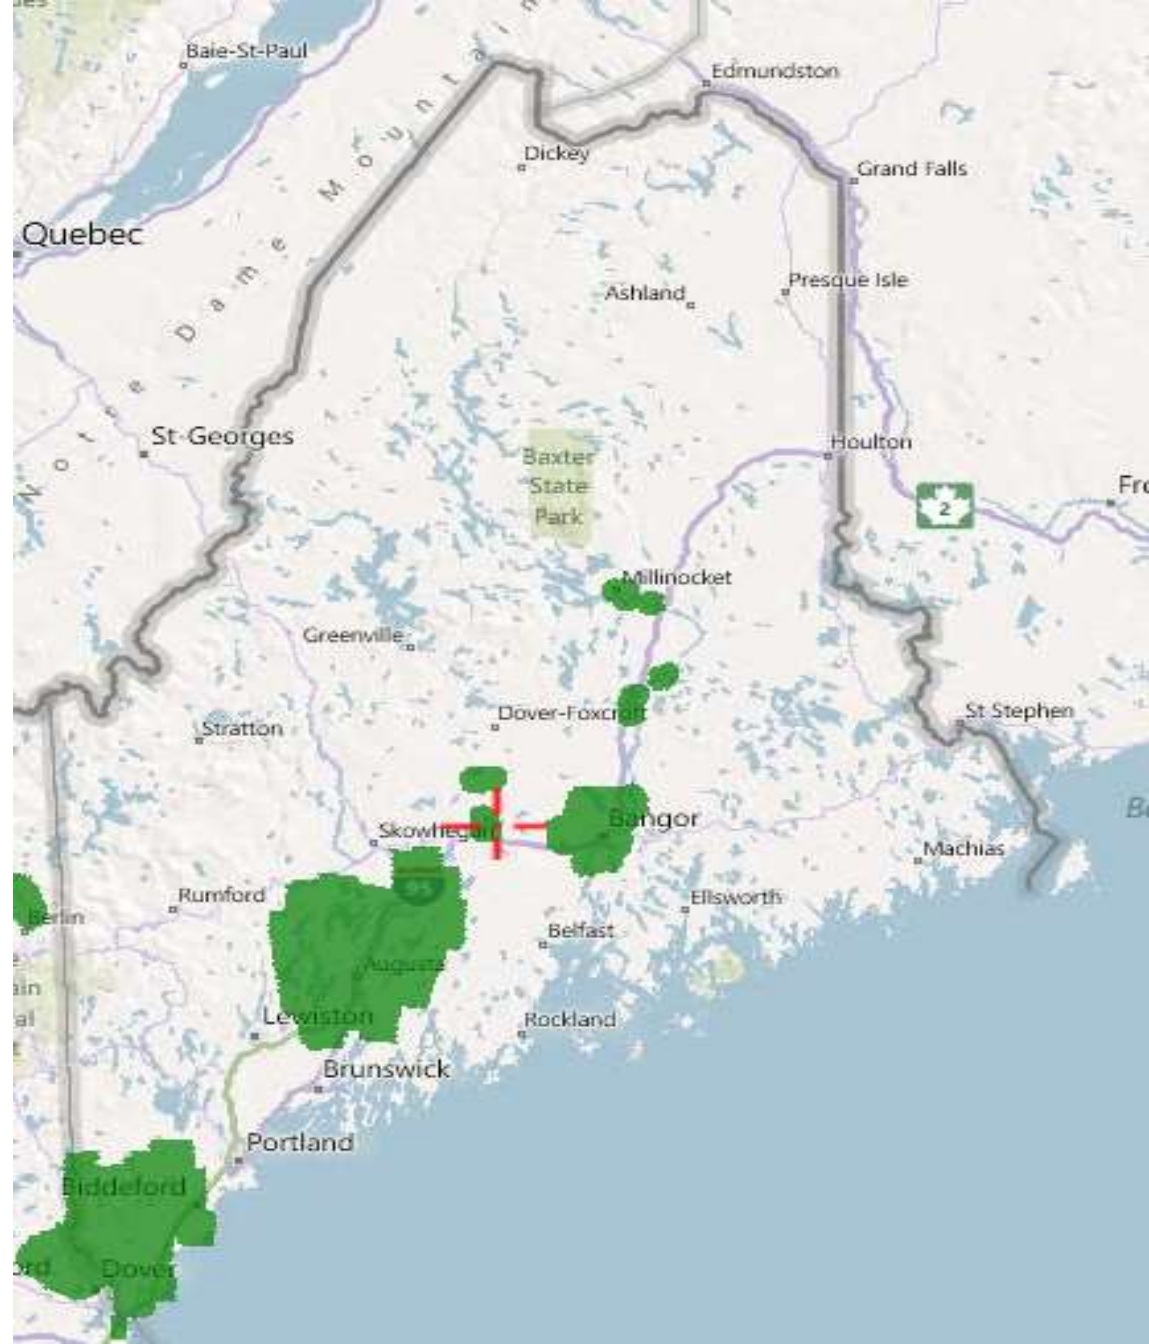 Baie-St-Paul
Edmundston
Dickey
Grand Falls
Quebec
Notre Dame Mountain
Presque Isle
Ashland
St-Georges
Houlton
Baxter
State
Park
2
Millinocket
Greenville
Dover-Foxcroft
St Stephen
Stratton
Bangor
Skowhegan
Machias
95
Rumford
Ellsworth
Berlin
Belfast
Augusta
Lewiston
Rockland
Brunswick
Portland
Biddeford
Dover